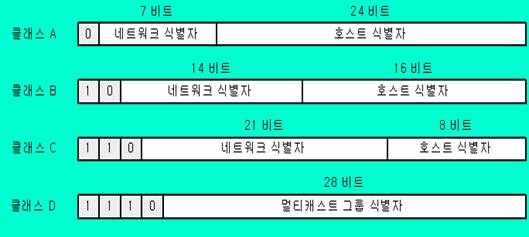 7 비트 24 비트
클래스 A 0 네트워크 식별자 호스트 식별자
14 비트 16 비트
클래스 B 1 0 네트워크 식별자 호스트 식별자
21 비트 8 비트
클래스 C 1 1 0 네트워크 식별자 호스트 식별자
28 비트
클래스 D 1 1 1 0 멀티캐스트 그룹 식별자